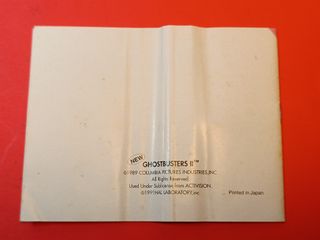 NEW
GHOSTBUSTERS II™
©1989 COLUMBIA PICTURES INDUSTRIES,INC
All Rights Reserved.
Used Under Sublicense from ACTIVISION.
©1991HAL LABORATORY,inc
Printed in Japan